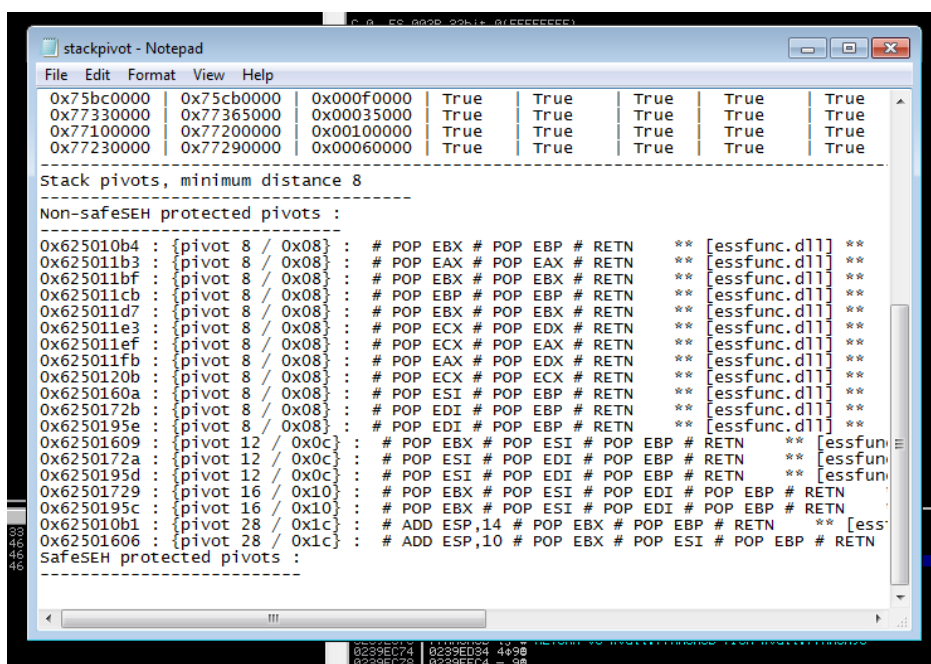 stackpivot - Notepad
File Edit Format View Help
0x75bc0000 | 0x75cb0000 | 0x000f0000 | True | True | True | True | True
0x77330000 | 0x77365000 | 0x00035000 | True | True | True | True | True
0x77100000 | 0x77200000 | 0x00100000 | True | True | True | True | True
0x77230000 | 0x77290000 | 0x00060000 | True | True | True | True | True
--------------------------------------------------------------------------------
Stack pivots, minimum distance 8
-----------------------------------
Non-safeSEH protected pivots :
------------------------------
0x625010b4 : {pivot 8 / 0x08} : # POP EBX # POP EBP # RETN ** [essfunc.dll] **
0x625011b3 : {pivot 8 / 0x08} : # POP EAX # POP EAX # RETN ** [essfunc.dll] **
0x625011bf : {pivot 8 / 0x08} : # POP EBX # POP EBX # RETN ** [essfunc.dll] **
0x625011cb : {pivot 8 / 0x08} : # POP EBP # POP EBP # RETN ** [essfunc.dll] **
0x625011d7 : {pivot 8 / 0x08} : # POP EBX # POP EBX # RETN ** [essfunc.dll] **
0x625011e3 : {pivot 8 / 0x08} : # POP ECX # POP EDX # RETN ** [essfunc.dll] **
0x625011ef : {pivot 8 / 0x08} : # POP ECX # POP EAX # RETN ** [essfunc.dll] **
0x625011fb : {pivot 8 / 0x08} : # POP EAX # POP EDX # RETN ** [essfunc.dll] **
0x6250120b : {pivot 8 / 0x08} : # POP ECX # POP ECX # RETN ** [essfunc.dll] **
0x6250160a : {pivot 8 / 0x08} : # POP ESI # POP EBP # RETN ** [essfunc.dll] **
0x6250172b : {pivot 8 / 0x08} : # POP EDI # POP EBP # RETN ** [essfunc.dll] **
0x6250195e : {pivot 8 / 0x08} : # POP EDI # POP EBP # RETN ** [essfunc.dll] **
0x62501609 : {pivot 12 / 0x0c} : # POP EBX # POP ESI # POP EBP # RETN ** [essfun
0x6250172a : {pivot 12 / 0x0c} : # POP ESI # POP EDI # POP EBP # RETN ** [essfun
0x6250195d : {pivot 12 / 0x0c} : # POP ESI # POP EDI # POP EBP # RETN ** [essfun
0x62501729 : {pivot 16 / 0x10} : # POP EBX # POP ESI # POP EDI # POP EBP # RETN
0x6250195c : {pivot 16 / 0x10} : # POP EBX # POP ESI # POP EDI # POP EBP # RETN
0x625010b1 : {pivot 28 / 0x1c} : # ADD ESP,14 # POP EBX # POP EBP # RETN ** [ess
0x62501606 : {pivot 28 / 0x1c} : # ADD ESP,10 # POP EBX # POP ESI # POP EBP # RETN
SafeSEH protected pivots :
--------------------------
33
46
46
46
0239EC74 0239ED34